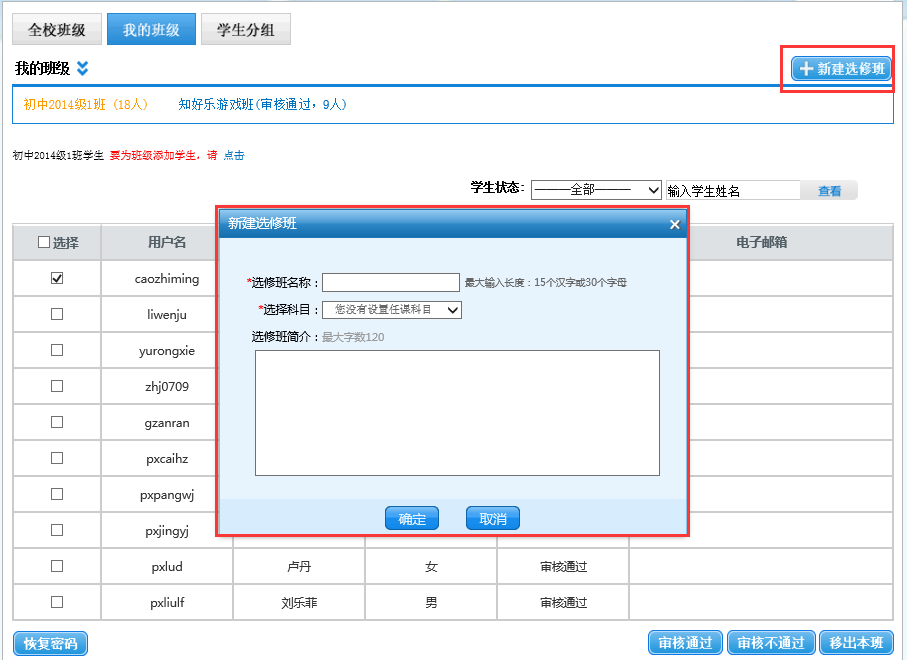 全校班级 我的班级 学生分组
我的班级
新建选修班
初中2014级1班 (18人) 知好乐游戏班(审核通过，9人)
初中2014级1班学生 要为班级添加学生，请 点击
学生状态： ———全部——— 输入学生姓名 查看
选择 用户名 电子邮箱
新建选修班
*选修班名称： 最大输入长度：15个汉字或30个字母
*选择科目： 您没有设置任课科目
选修班简介：最大字数120
确定 取消
caozhiming
liwenju
yurongxie
zhj0709
gzanran
pxcaihz
pxpangwj
pxjingyj
pxlud 卢丹 女 审核通过
pxliulf 刘乐菲 男 审核通过
恢复密码 审核通过 审核不通过 移出本班